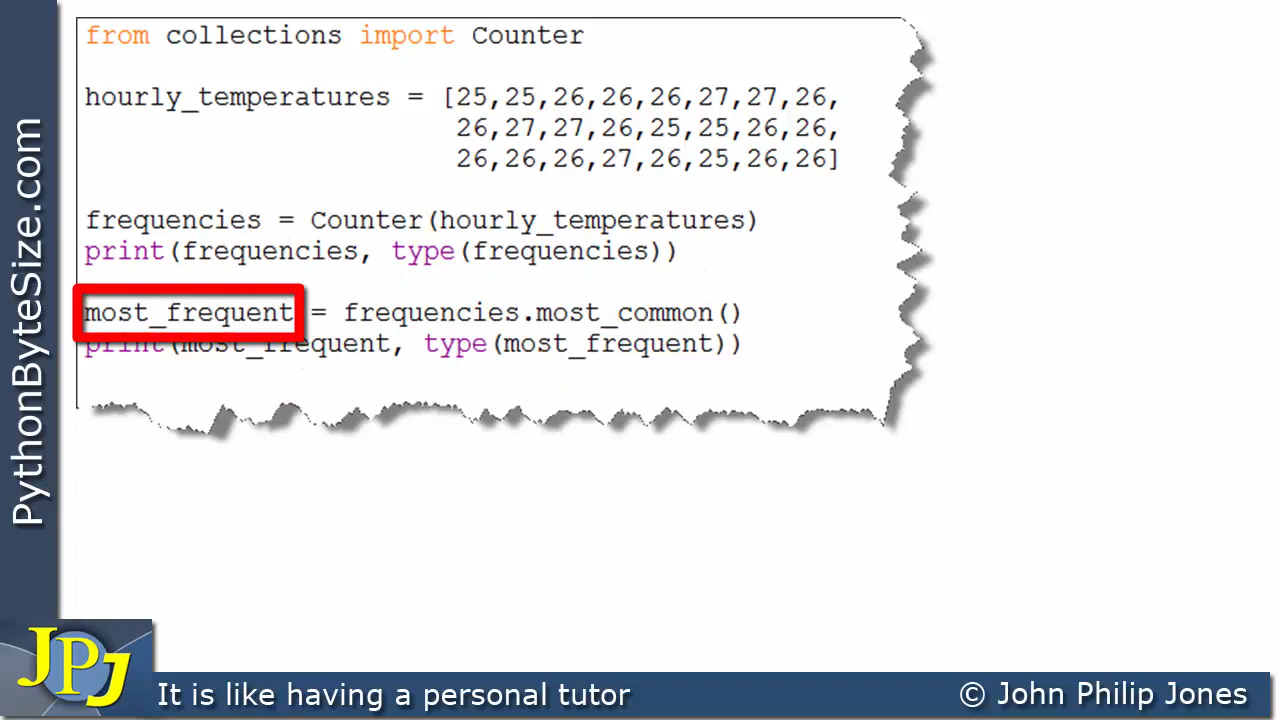 from collections import Counter
hourly_temperatures = [25,25,26,26,26,27,27,26,
26,27,27,26,25,25,26,26,
26,26,26,27,26,25,26,26]
frequencies = Counter(hourly_temperatures)
print(frequencies, type(frequencies))
most_frequent = frequencies.most_common()
print(most_frequent, type(most_frequent))
PythonByteSize.com
JPJ
It is like having a personal tutor
© John Philip Jones